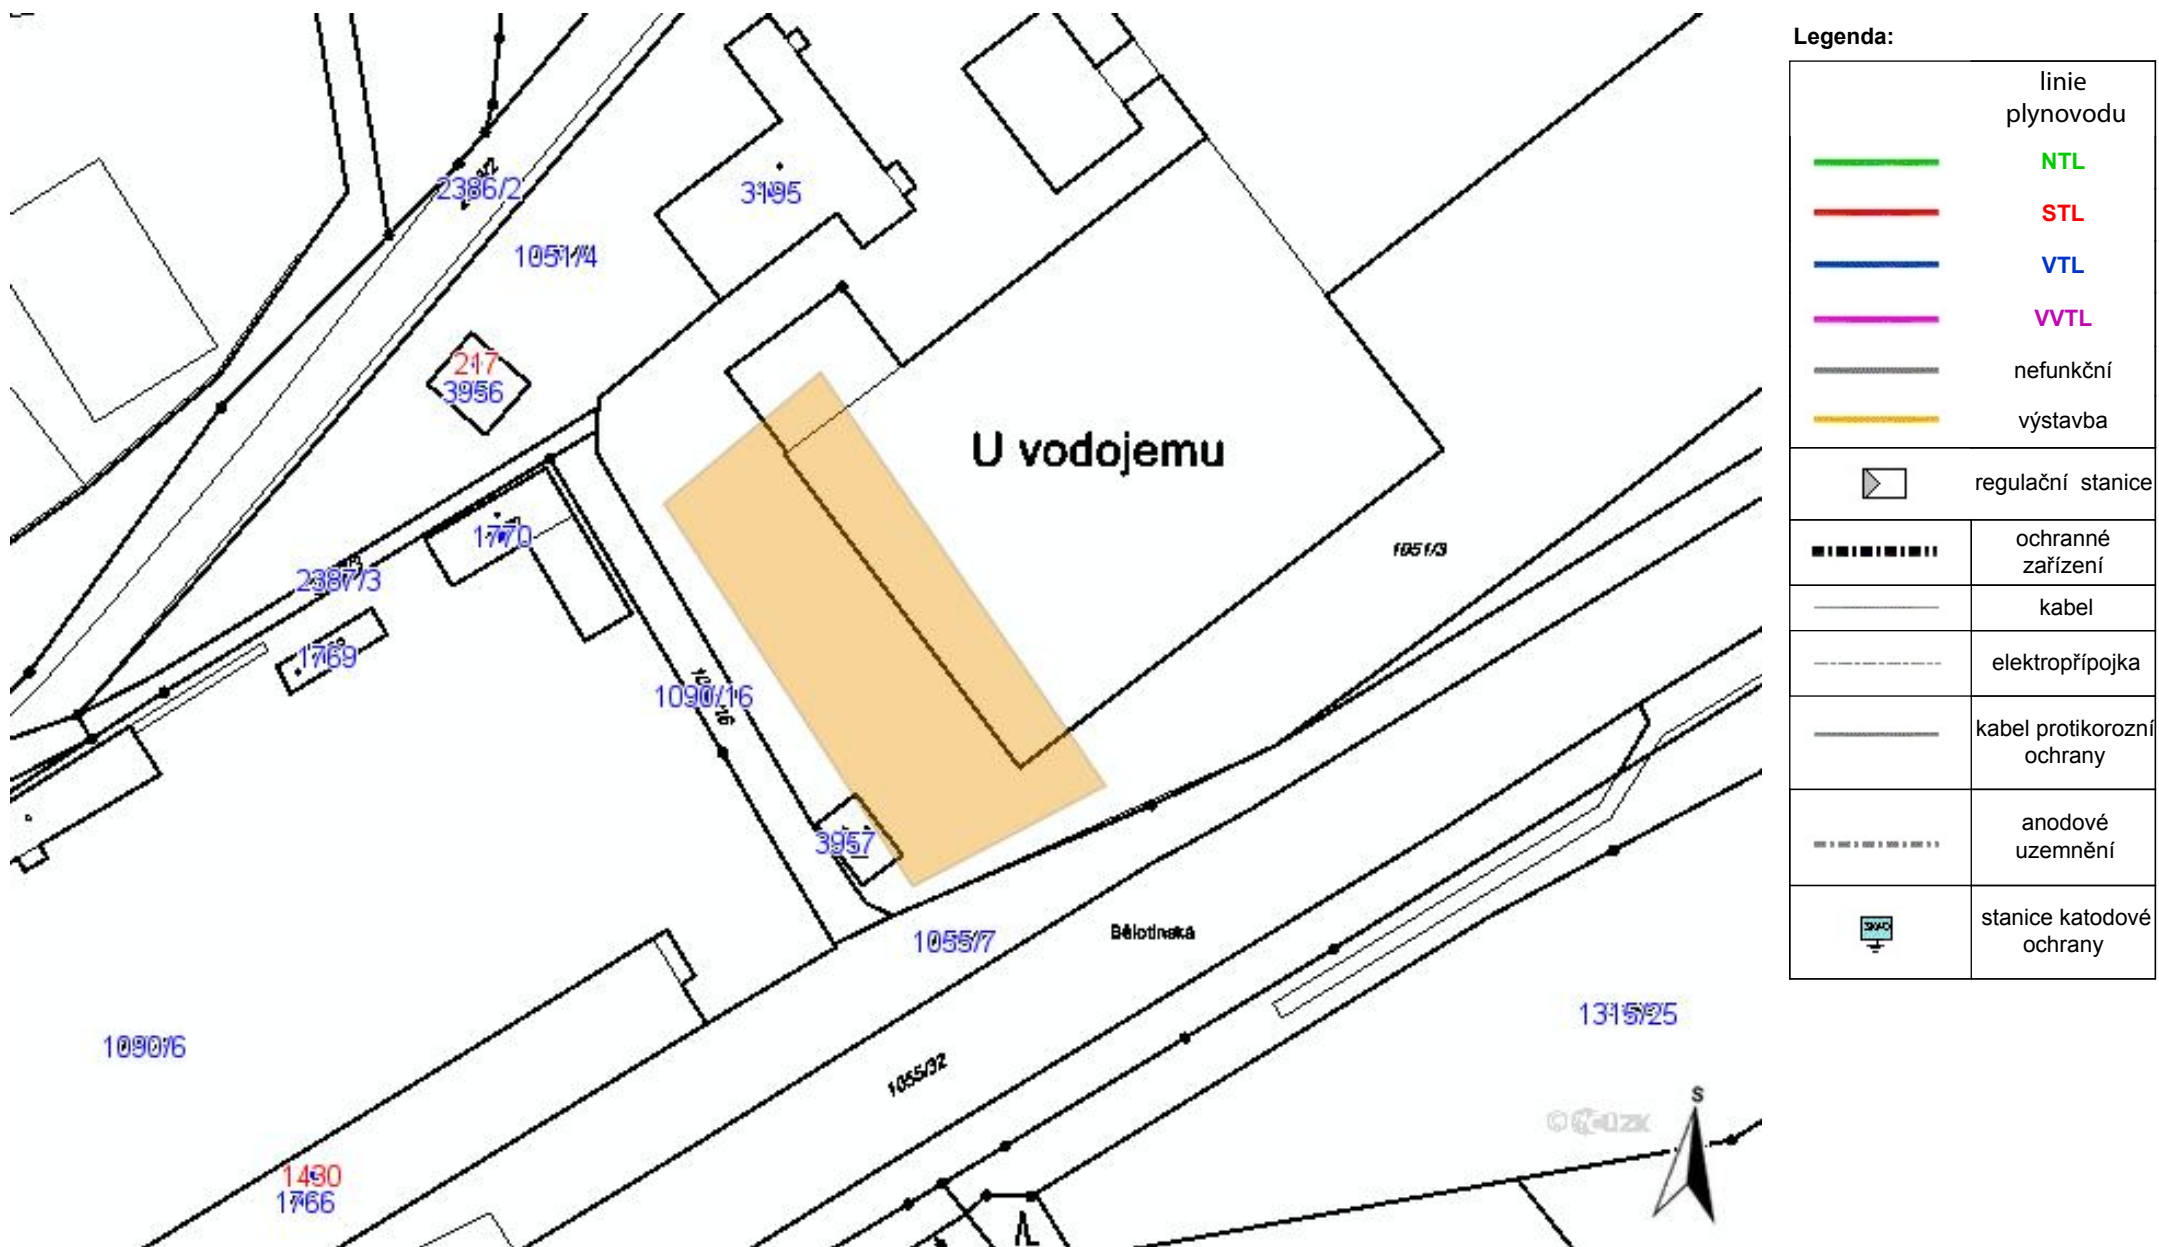 2386/2
1051/4
3195
217
3956
U vodojemu
1770
2387/3
1769
1090/16
1051/3
3957
1055/7
Bělotinská
1315/25
1090/6
1055/32
1430
1766
S
Legenda:
linie
plynovodu
NTL
STL
VTL
VVTL
nefunkční
výstavba
regulační stanice
ochranné
zařízení
kabel
elektropřípojka
kabel protikorozní
ochrany
anodové
uzemnění
stanice katodové
ochrany